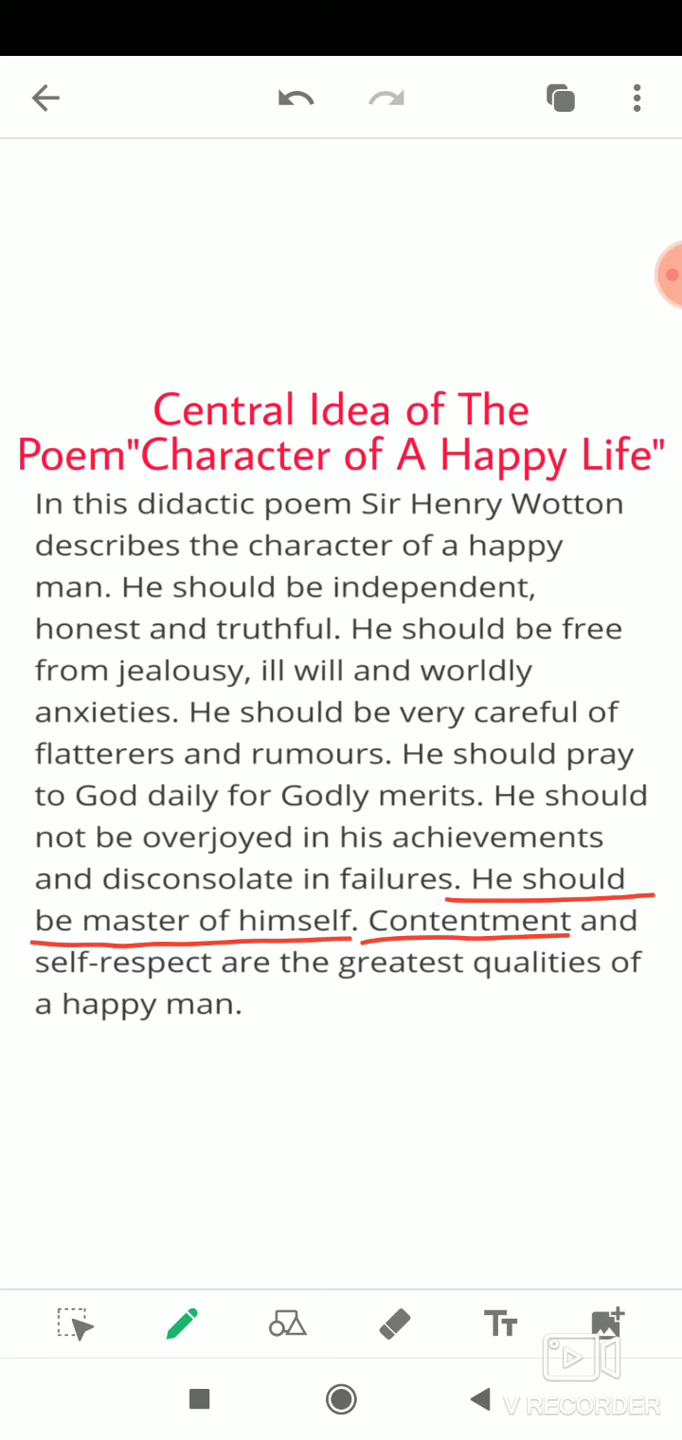 Central Idea of The
Poem"Character of A Happy Life"
In this didactic poem Sir Henry Wotton
describes the character of a happy
man. He should be independent,
honest and truthful. He should be free
from jealousy, ill will and worldly
anxieties. He should be very careful of
flatterers and rumours. He should pray
to God daily for Godly merits. He should
not be overjoyed in his achievements
and disconsolate in failures. He should
be master of himself. Contentment and
self-respect are the greatest qualities of
a happy man.
TT
V RECORDER